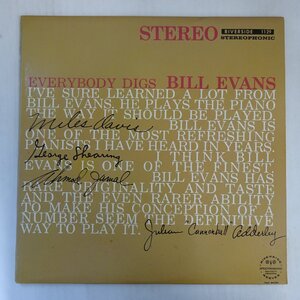 STEREO
RIVERSIDE 1129
STEREOPHONIC
EVERYBODY DIGS BILL EVANS
I'VE SURE LEARNED A LOT FROM
BILL EVANS. HE PLAYS THE PIANO
THE WAY IT SHOULD BE PLAYED.
Miles Davis BILL EVANS IS
ONE OF THE MOST REFRESHING
PIANISTS I HAVE HEARD IN YEARS.
George Shearing I THINK BILL
EVANS IS ONE OF THE FINEST.
Ahmad Jamal BILL EVANS HAS
RARE ORIGINALITY AND TASTE
AND THE EVEN RARER ABILITY
TO MAKE HIS CONCEPTION OF A
NUMBER SEEM THE DEFINITIVE
WAY TO PLAY IT.
Julian "Cannonball" Adderley